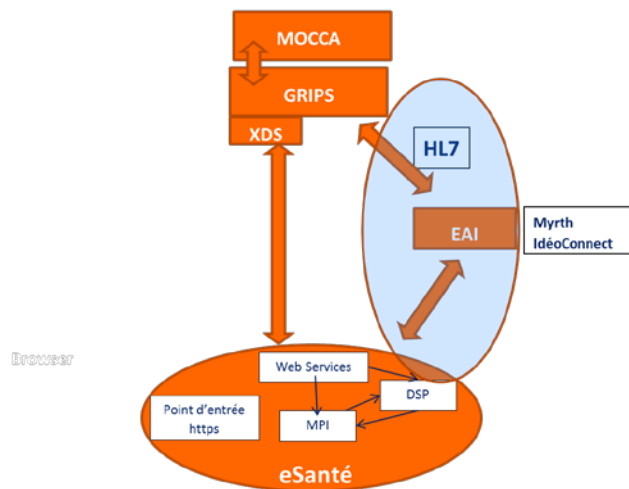 MOCCA
GRIPS
XDS
HL7
EAI
Myrth
IdéoConnect
Browser
Web Services
DSP
Point d'entrée
https
MPI
eSanté